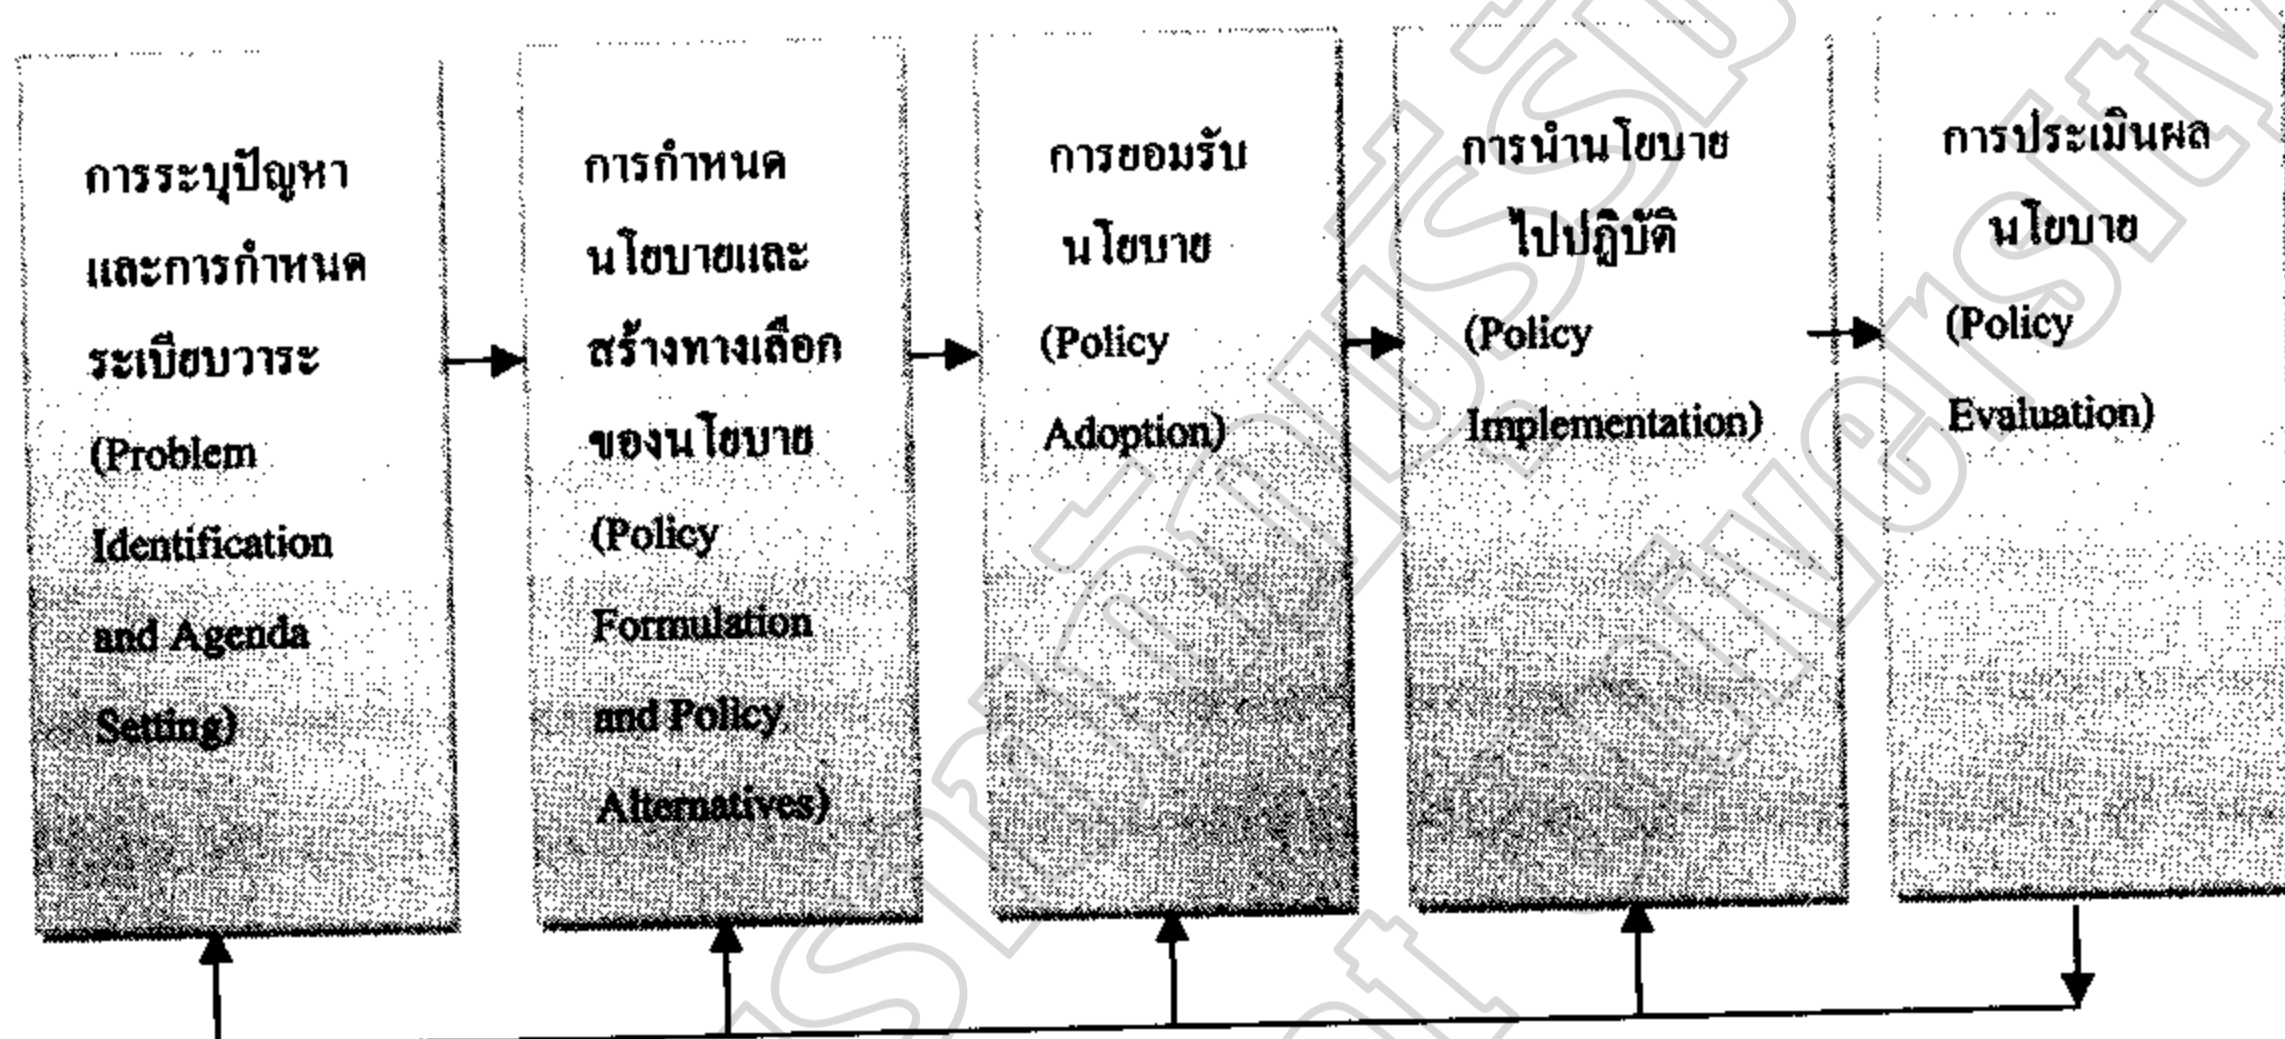 การระบุปัญหา
และการกำหนด
ระเบียบวาระ
(Problem
Identification
and Agenda
Setting)
การกำหนด
นโยบายและ
สร้างทางเลือก
ของนโยบาย
(Policy
Formulation
and Policy
Alternatives)
การยอมรับ
นโยบาย
(Policy
Adoption)
การนำนโยบาย
ไปปฏิบัติ
(Policy
Implementation)
การประเมินผล
นโยบาย
(Policy
Evaluation)